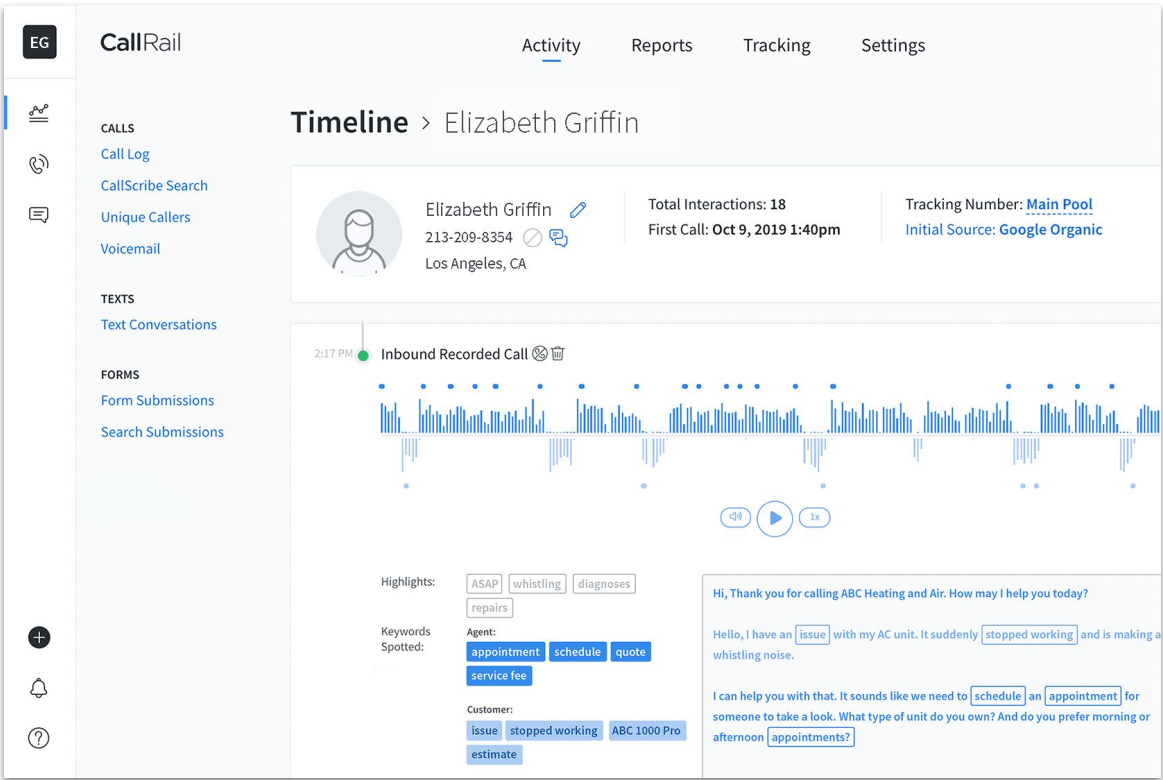 EG
CallRail
Activity
Reports
Tracking
Settings
CALLS
Call Log
CallScribe Search
Unique Callers
Voicemail
TEXTS
Text Conversations
FORMS
Form Submissions
Search Submissions
Timeline > Elizabeth Griffin
Elizabeth Griffin
213-209-8354
Los Angeles, CA
Total Interactions: 18
First Call: Oct 9, 2019 1:40pm
Tracking Number: Main Pool
Initial Source: Google Organic
2:17 PM
Inbound Recorded Call
1x
Highlights:
ASAP whistling diagnoses
repairs
Keywords
Spotted:
Agent:
appointment schedule quote
service fee
Customer:
issue stopped working ABC 1000 Pro
estimate
Hi, Thank you for calling ABC Heating and Air. How may I help you today?
Hello, I have an issue with my AC unit. It suddenly stopped working and is making a
whistling noise.
I can help you with that. It sounds like we need to schedule an appointment for
someone to take a look. What type of unit do you own? And do you prefer morning or
afternoon appointments?
?